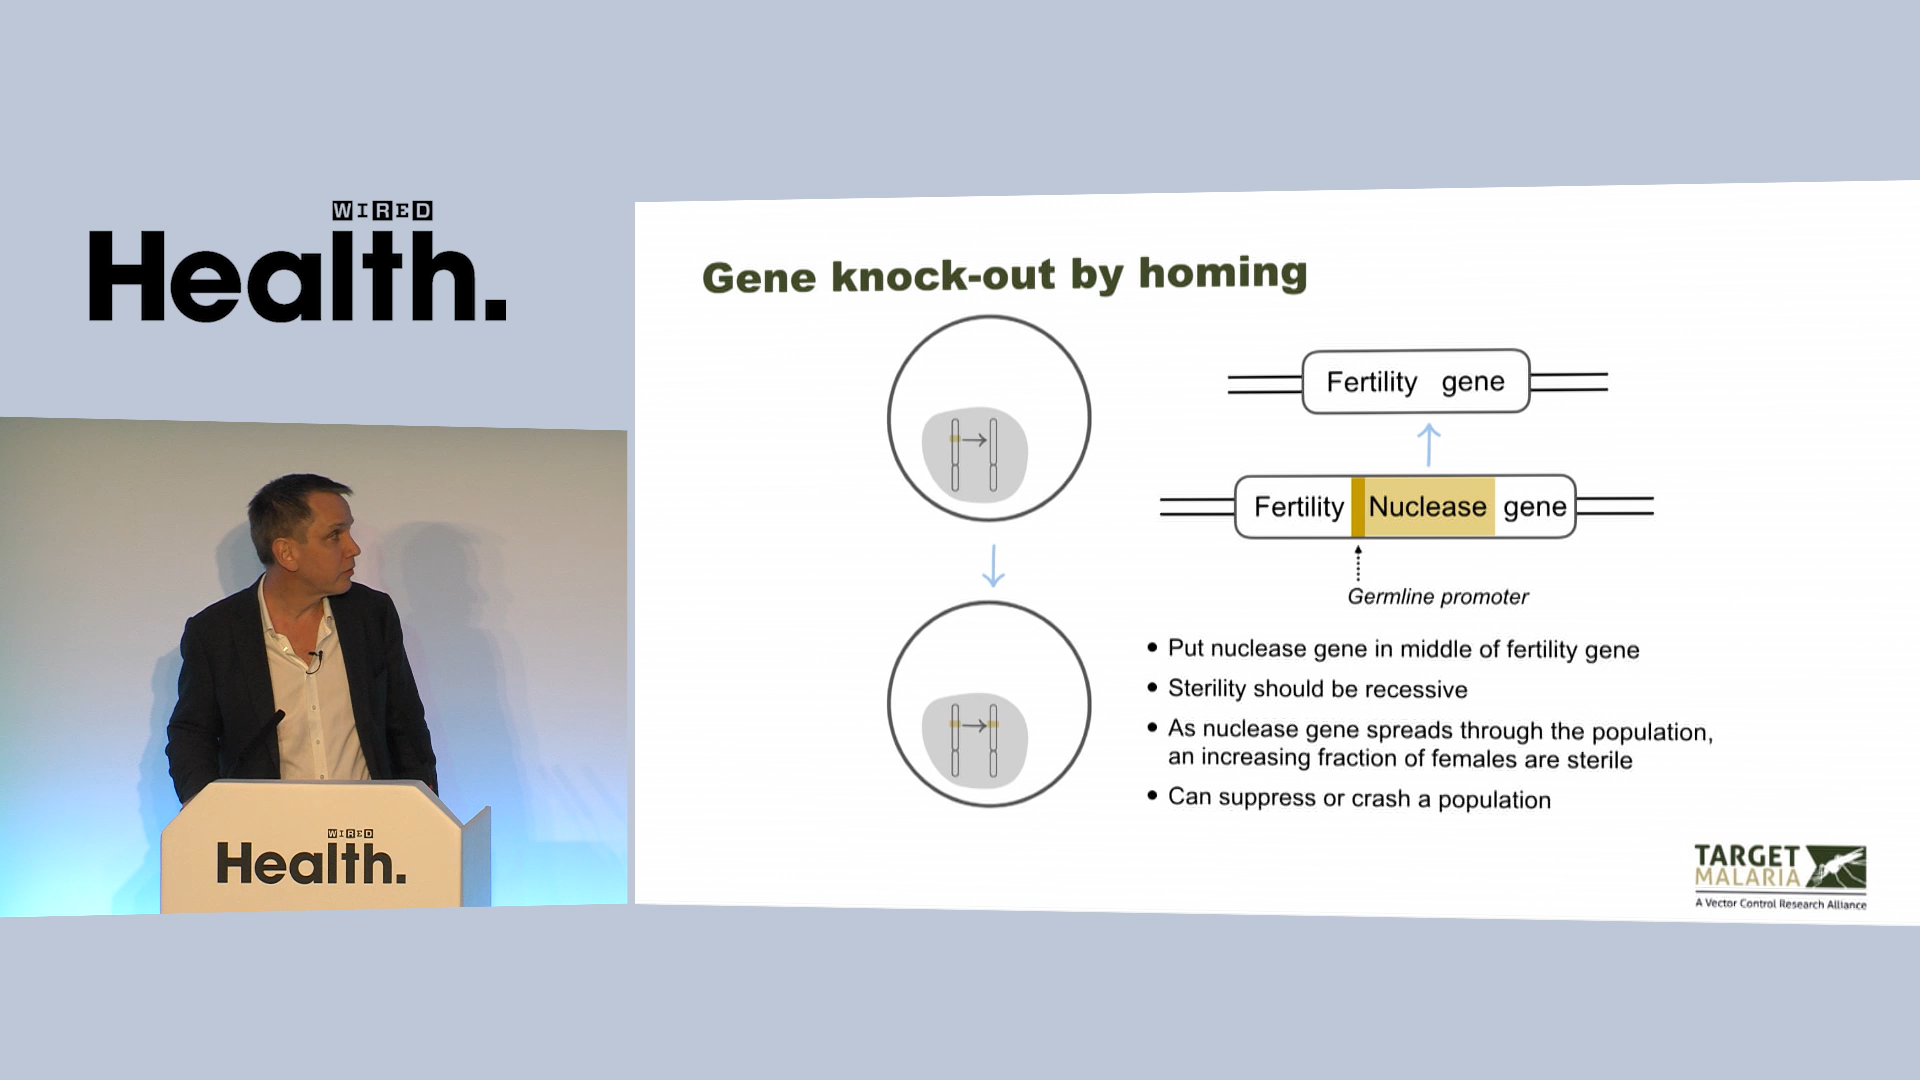 WIRED
Health.
Gene knock-out by homing
Fertility gene
Fertility Nuclease gene
Germline promoter
• Put nuclease gene in middle of fertility gene
• Sterility should be recessive
• As nuclease gene spreads through the population,
an increasing fraction of females are sterile
• Can suppress or crash a population
TARGET
MALARIA
A Vector Control Research Alliance
WIRED
Health.